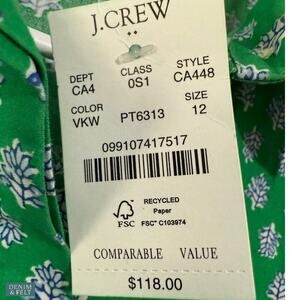 J.CREW
DEPT CLASS STYLE
CA4 0S1 CA448
COLOR SIZE
VKW PT6313 12
099107417517
RECYCLED
Paper
FSC FSC™ C103974
COMPARABLE VALUE
$118.00
DENIM
& FELT